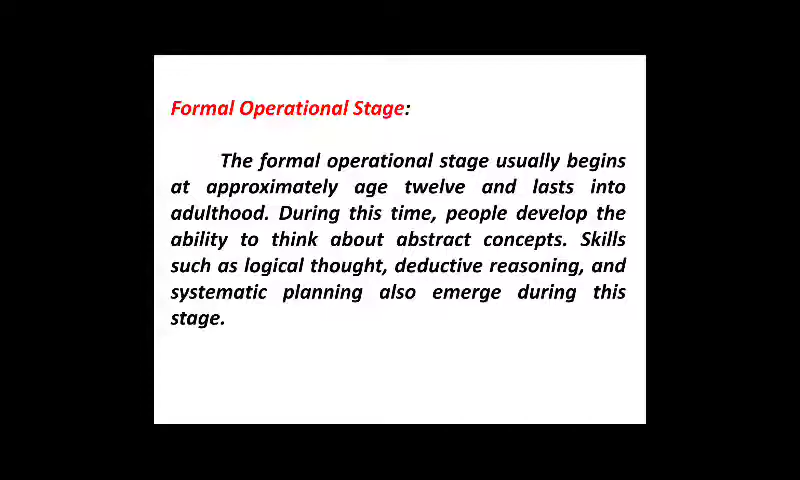 Formal Operational Stage:
The formal operational stage usually begins
at approximately age twelve and lasts into
adulthood. During this time, people develop the
ability to think about abstract concepts. Skills
such as logical thought, deductive reasoning, and
systematic planning also emerge during this
stage.